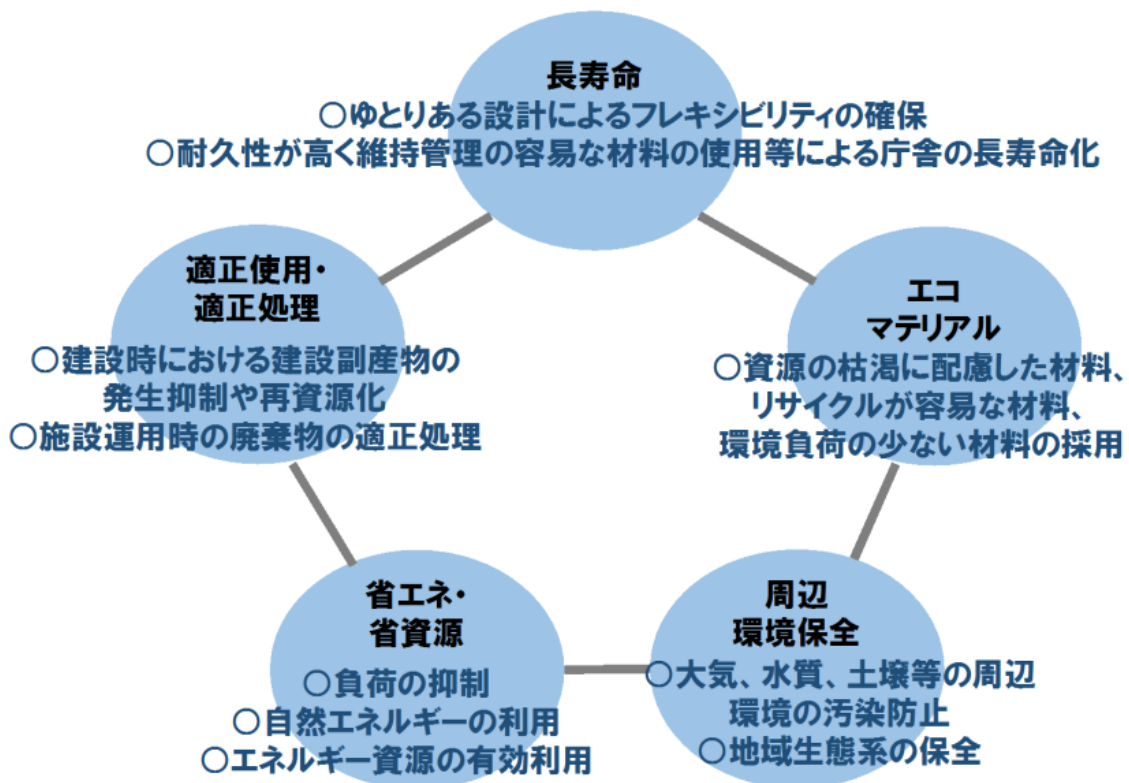 長寿命
○ゆとりある設計によるフレキシビリティの確保
○耐久性が高く維持管理の容易な材料の使用等による庁舎の長寿命化
適正使用・
適正処理
○建設時における建設副産物の
発生抑制や再資源化
○施設運用時の廃棄物の適正処理
エコ
マテリアル
○資源の枯渇に配慮した材料、
リサイクルが容易な材料、
環境負荷の少ない材料の採用
省エネ・
省資源
○負荷の抑制
○自然エネルギーの利用
○エネルギー資源の有効利用
周辺
環境保全
○大気、水質、土壌等の周辺
環境の汚染防止
○地域生態系の保全